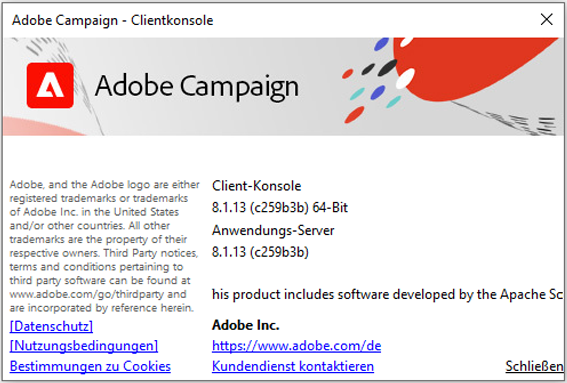 Adobe Campaign - Clientkonsole
Adobe Campaign
Adobe, and the Adobe logo are either
registered trademarks or trademarks
of Adobe Inc. in the United States
and/or other countries. All other
trademarks are the property of their
respective owners. Third Party notices,
terms and conditions pertaining to
third party software can be found at
www.adobe.com/go/thirdparty and
are incorporated by reference herein.
[Datenschutz]
[Nutzungsbedingungen]
Bestimmungen zu Cookies
Client-Konsole
8.1.13 (c259b3b) 64-Bit
Anwendungs-Server
8.1.13 (c259b3b)
his product includes software developed by the Apache Sc
Adobe Inc.
https://www.adobe.com/de
Kundendienst kontaktieren
Schließen